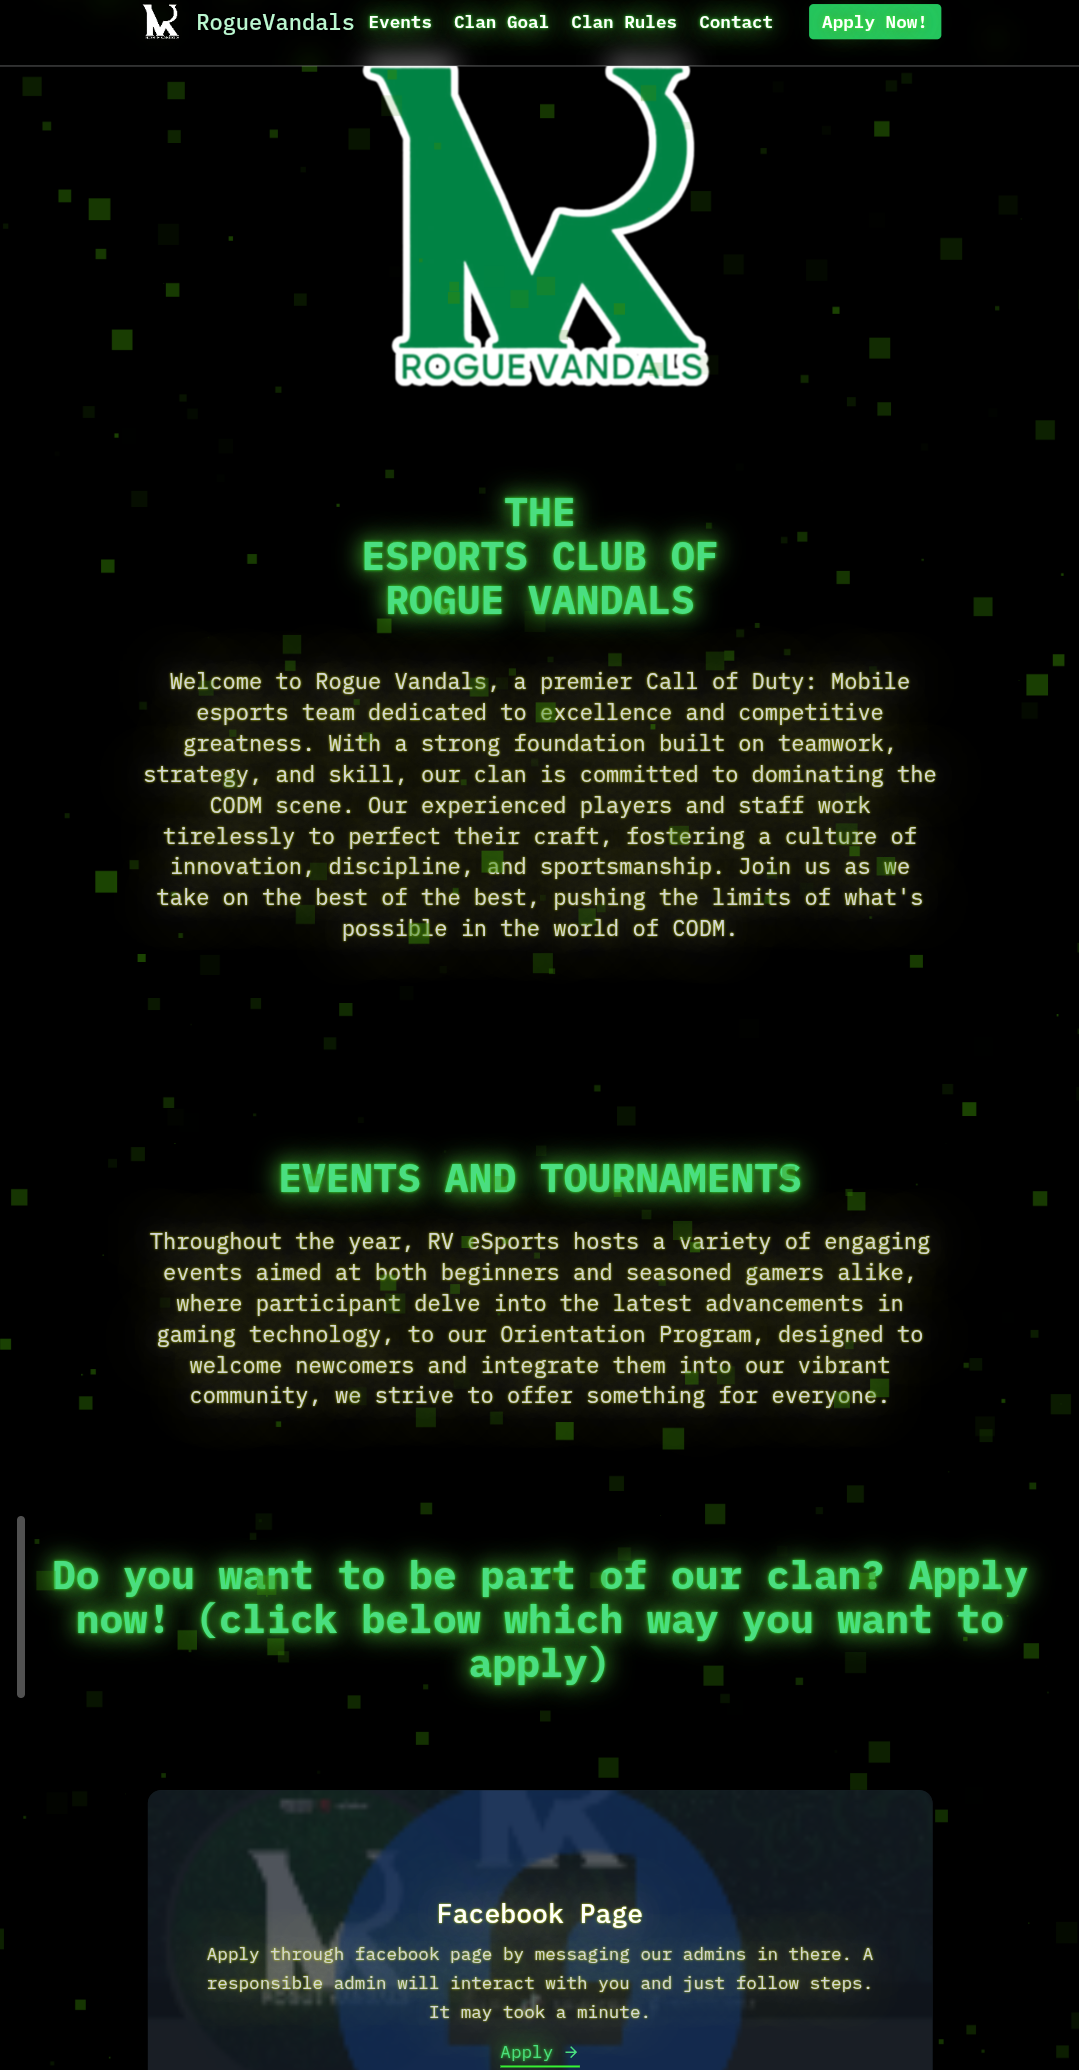 RogueVandals Events Clan Goal Clan Rules Contact Apply Now!
ROGUE VANDALS
THE
ESPORTS CLUB OF
ROGUE VANDALS
Welcome to Rogue Vandals, a premier Call of Duty: Mobile
esports team dedicated to excellence and competitive
greatness. With a strong foundation built on teamwork,
strategy, and skill, our clan is committed to dominating the
CODM scene. Our experienced players and staff work
tirelessly to perfect their craft, fostering a culture of
innovation, discipline, and sportsmanship. Join us as we
take on the best of the best, pushing the limits of what's
possible in the world of CODM.
EVENTS AND TOURNAMENTS
Throughout the year, RV eSports hosts a variety of engaging
events aimed at both beginners and seasoned gamers alike,
where participant delve into the latest advancements in
gaming technology, to our Orientation Program, designed to
welcome newcomers and integrate them into our vibrant
community, we strive to offer something for everyone.
Do you want to be part of our clan? Apply
now! (click below which way you want to
apply)
Facebook Page
Apply through facebook page by messaging our admins in there. A
responsible admin will interact with you and just follow steps.
It may took a minute.
Apply →